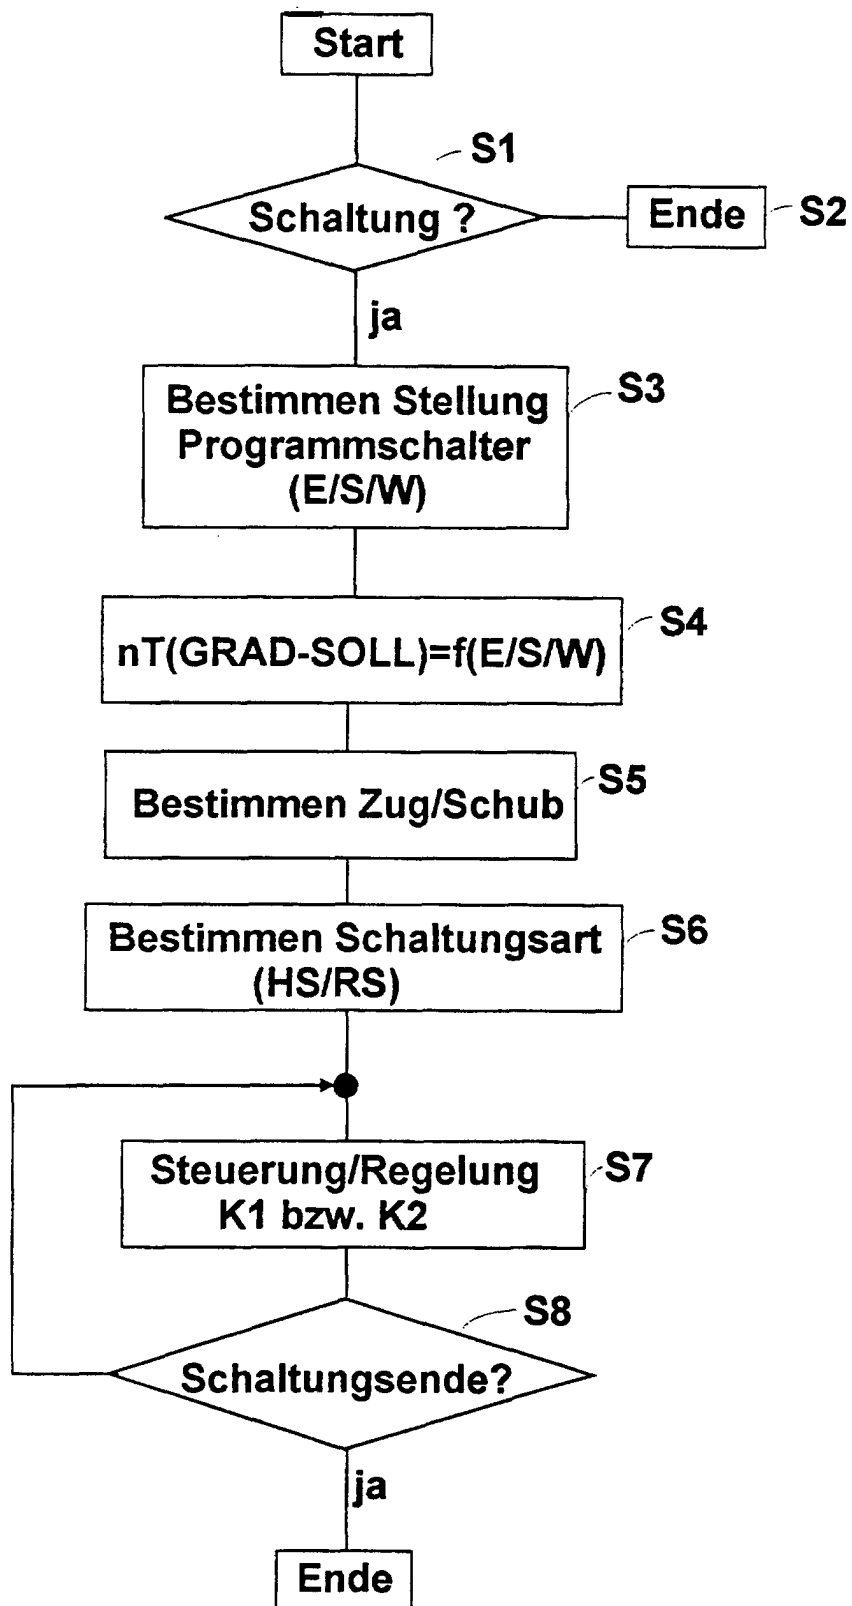 Start
S1
Schaltung ?
Ende
S2
ja
Bestimmen Stellung
Programmschalter
(E/S/W)
S3
nT(GRAD-SOLL)=f(E/S/W)
S4
Bestimmen Zug/Schub
S5
Bestimmen Schaltungsart
(HS/RS)
S6
Steuerung/Regelung
K1 bzw. K2
S7
S8
Schaltungsende?
ja
Ende